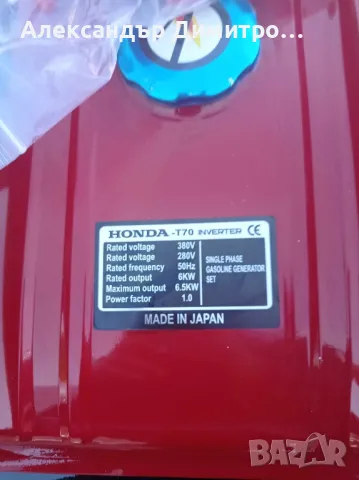 Александър Димитро...
HONDA -T70 INVERTER CE
Rated voltage 380V
Rated voltage 280V
Rated frequency 50Hz
Rated output 6KW
Maximum output 6.5KW
Power factor 1.0
SINGLE PHASE
GASOLINE GENERATOR
SET
MADE IN JAPAN
BAZAR